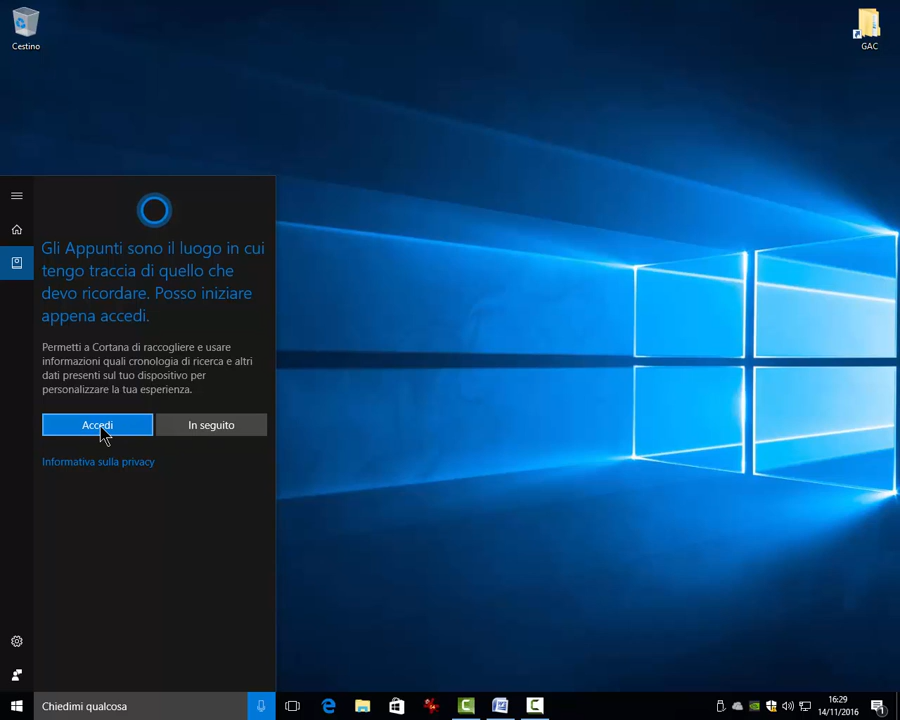 Cestino
GAC
Gli Appunti sono il luogo in cui
tengo traccia di quello che
devo ricordare. Posso iniziare
appena accedi.
Permetti a Cortana di raccogliere e usare
informazioni quali cronologia di ricerca e altri
dati presenti sul tuo dispositivo per
personalizzare la tua esperienza.
Accedi
In seguito
Informativa sulla privacy
Chiedimi qualcosa
16:29
14/11/2016
1